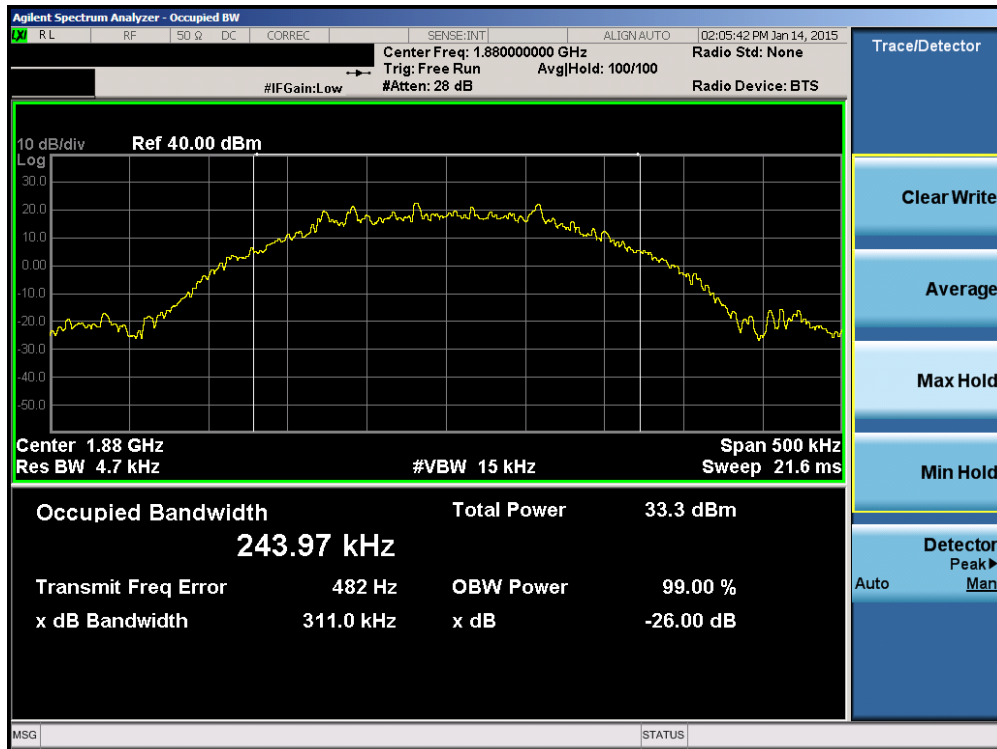 Agilent Spectrum Analyzer - Occupied BW
LXI RL RF 50 Ω DC CORREC SENSE:INT ALIGN AUTO 02:05:42 PM Jan 14, 2015
Center Freq: 1.880000000 GHz Radio Std: None
Trig: Free Run Avg|Hold: 100/100
#IFGain:Low #Atten: 28 dB Radio Device: BTS
10 dB/div Ref 40.00 dBm
Log
30.0
20.0
10.0
0.00
-10.0
-20.0
-30.0
-40.0
-50.0
Center 1.88 GHz Span 500 kHz
Res BW 4.7 kHz #VBW 15 kHz Sweep 21.6 ms
Occupied Bandwidth Total Power 33.3 dBm
243.97 kHz
Transmit Freq Error 482 Hz OBW Power 99.00 %
x dB Bandwidth 311.0 kHz x dB -26.00 dB
MSG STATUS
Trace/Detector
Clear Write
Average
Max Hold
Min Hold
Detector
Peak▶
Auto Man